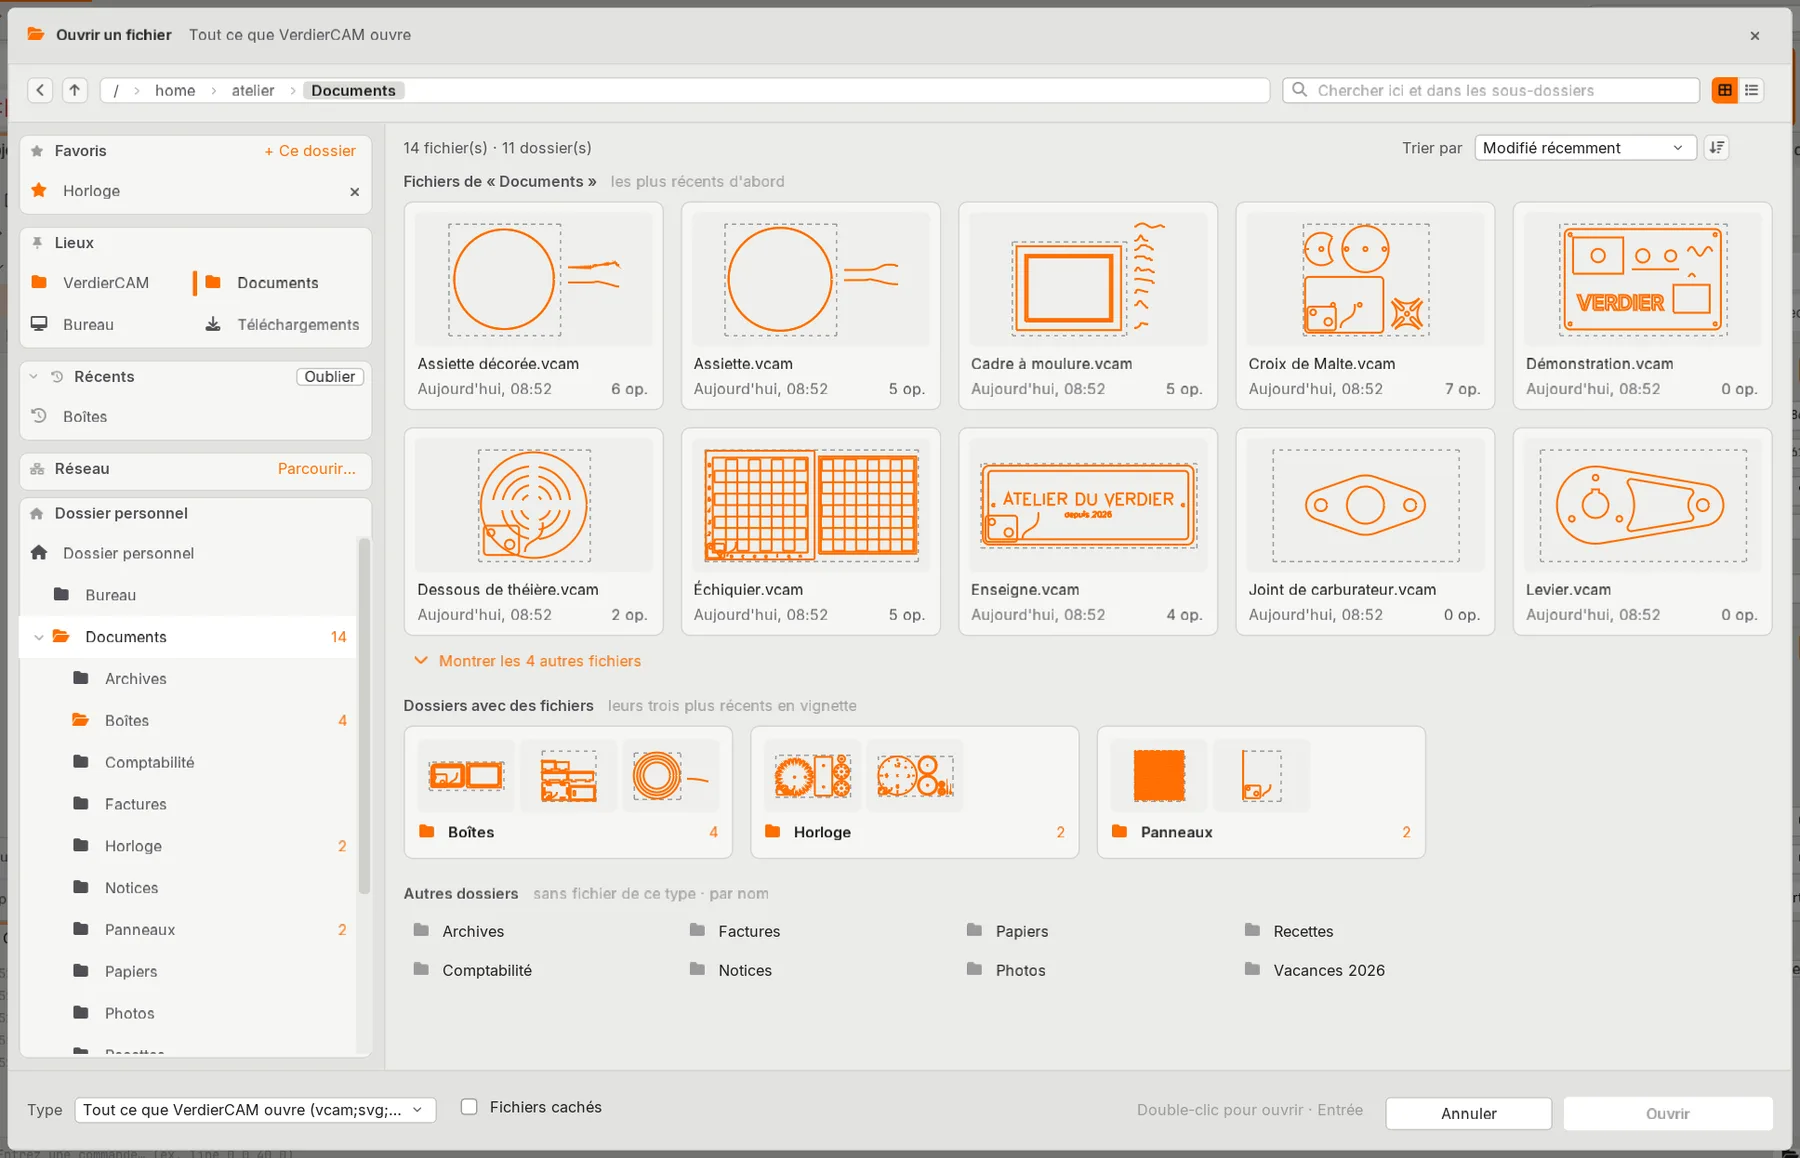 Ouvrir un fichier Tout ce que VerdierCAM ouvre
/ home atelier Documents
Chercher ici et dans les sous-dossiers
Favoris + Ce dossier
Horloge
Lieux
VerdierCAM Documents
Bureau Téléchargements
Récents Oublier
Boîtes
Réseau Parcourir...
Dossier personnel
Dossier personnel
Bureau
Documents 14
Archives
Boîtes 4
Comptabilité
Factures
Horloge 2
Notices
Panneaux 2
Papiers
Photos
14 fichier(s) · 11 dossier(s)
Trier par Modifié récemment
Fichiers de « Documents » les plus récents d'abord
VERDIER
Assiette décorée.vcam
Aujourd'hui, 08:52 6 op.
Assiette.vcam
Aujourd'hui, 08:52 5 op.
Cadre à moulure.vcam
Aujourd'hui, 08:52 5 op.
Croix de Malte.vcam
Aujourd'hui, 08:52 7 op.
Démonstration.vcam
Aujourd'hui, 08:52 0 op.
ATELIER DU VERDIER
depuis 2026
Dessous de théière.vcam
Aujourd'hui, 08:52 2 op.
Échiquier.vcam
Aujourd'hui, 08:52 5 op.
Enseigne.vcam
Aujourd'hui, 08:52 4 op.
Joint de carburateur.vcam
Aujourd'hui, 08:52 0 op.
Levier.vcam
Aujourd'hui, 08:52 0 op.
Montrer les 4 autres fichiers
Dossiers avec des fichiers leurs trois plus récents en vignette
Boîtes 4
Horloge 2
Panneaux 2
Autres dossiers sans fichier de ce type · par nom
Archives Factures Papiers Recettes
Comptabilité Notices Photos Vacances 2026
Type Tout ce que VerdierCAM ouvre (vcam;svg;...
Fichiers cachés
Double-clic pour ouvrir · Entrée
Annuler
Ouvrir